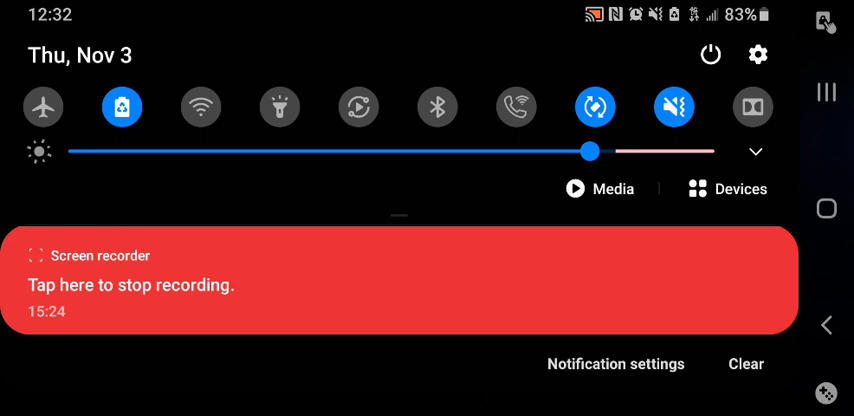 12:32
4G
83%
Thu, Nov 3
Media
Devices
Screen recorder
Tap here to stop recording.
15:24
Notification settings
Clear